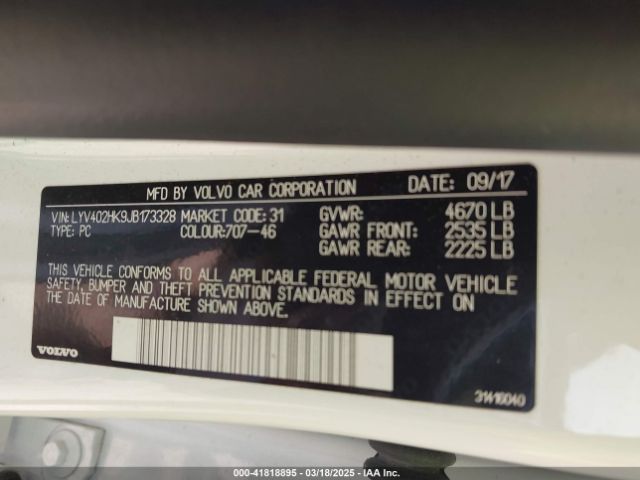 MFD BY VOLVO CAR CORPORATION DATE: 09/17
VIN: LYV402HK9JB173328 MARKET CODE: 31 GVWR: 4670 LB
TYPE: PC COLOUR:707-46 GAWR FRONT: 2535 LB
GAWR REAR: 2225 LB
THIS VEHICLE CONFORMS TO ALL APPLICABLE FEDERAL MOTOR VEHICLE
SAFETY, BUMPER AND THEFT PREVENTION STANDARDS IN EFFECT ON
THE DATE OF MANUFACTURE SHOWN ABOVE.
VOLVO
31416040
000-41818895 — 03/18/2025 — IAA Inc.